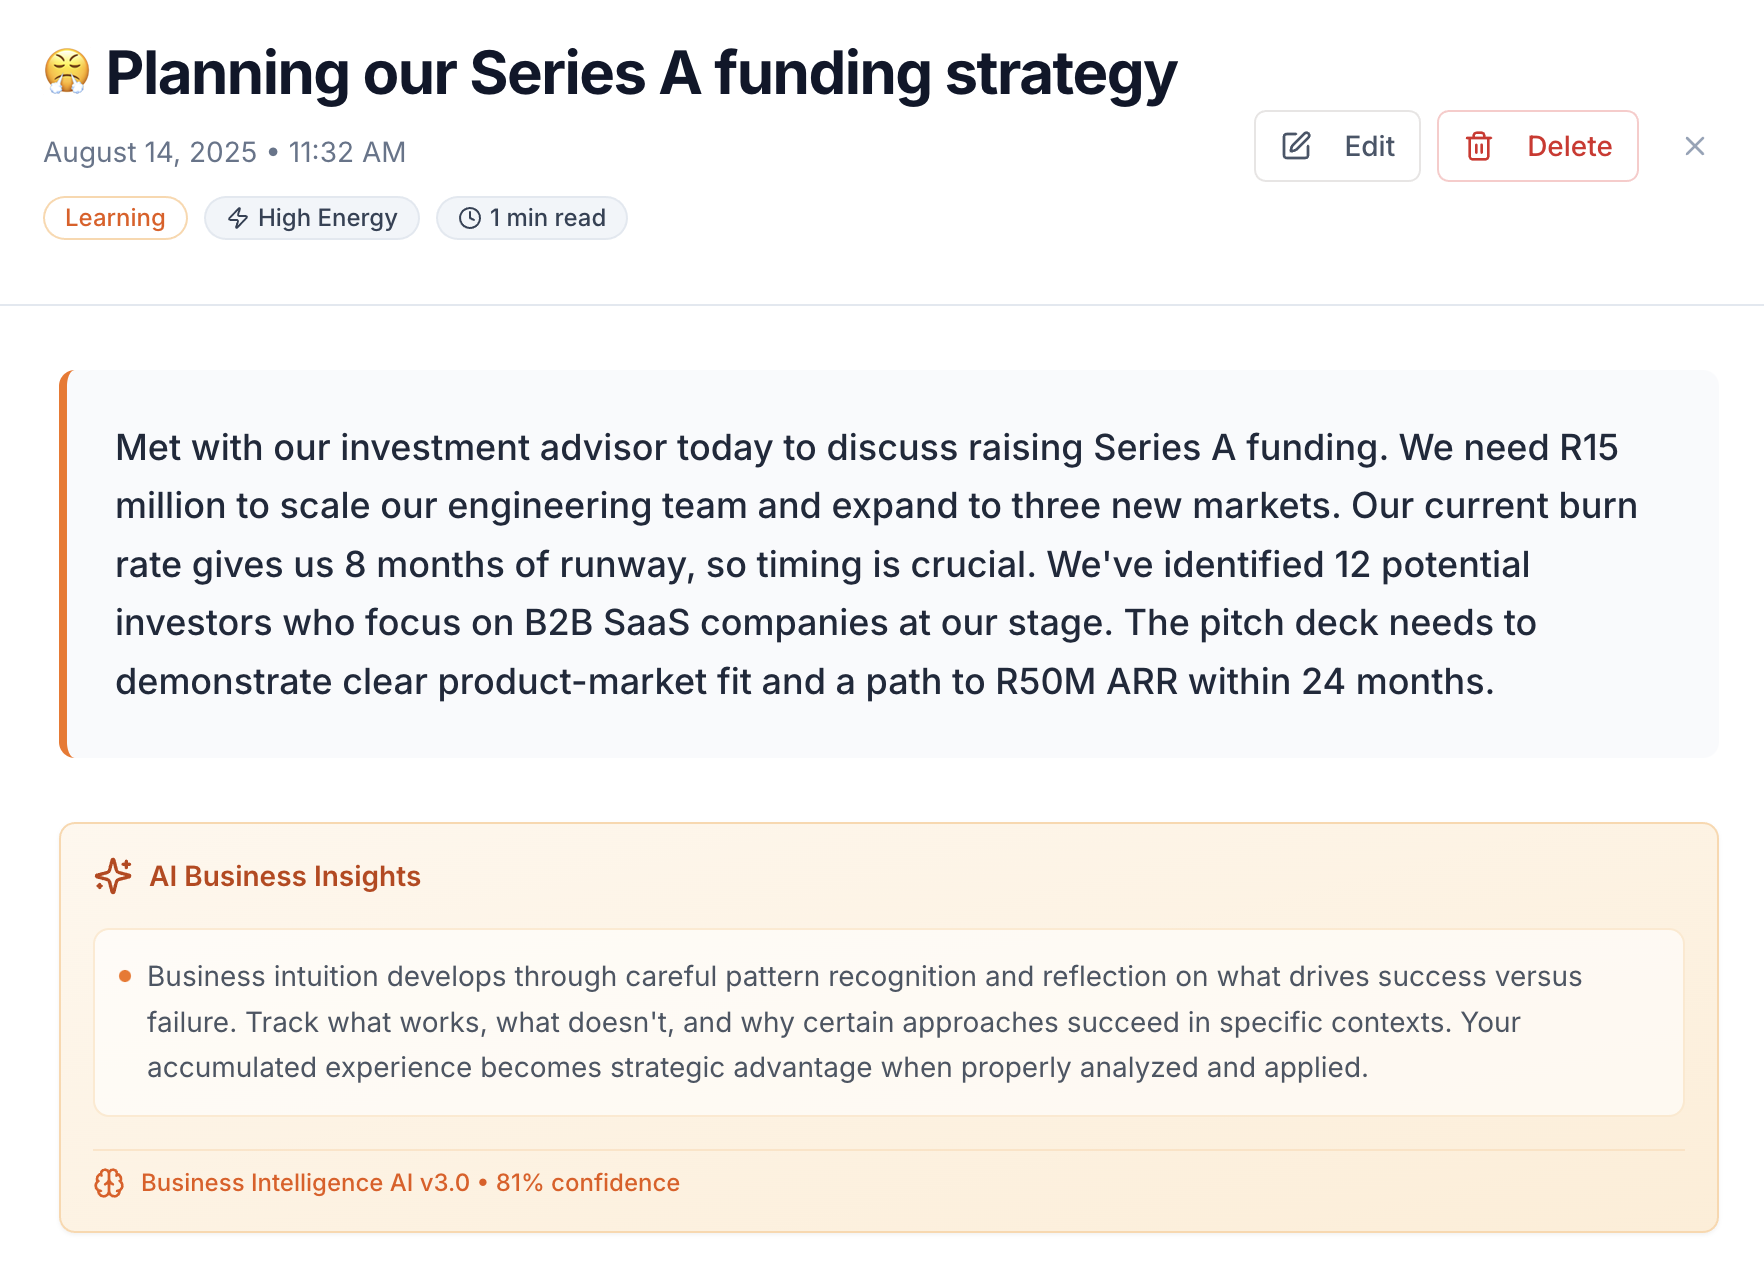 😤 Planning our Series A funding strategy
August 14, 2025 • 11:32 AM
Edit
Delete
Learning
High Energy
1 min read
Met with our investment advisor today to discuss raising Series A funding. We need R15
million to scale our engineering team and expand to three new markets. Our current burn
rate gives us 8 months of runway, so timing is crucial. We've identified 12 potential
investors who focus on B2B SaaS companies at our stage. The pitch deck needs to
demonstrate clear product-market fit and a path to R50M ARR within 24 months.
AI Business Insights
• Business intuition develops through careful pattern recognition and reflection on what drives success versus
failure. Track what works, what doesn't, and why certain approaches succeed in specific contexts. Your
accumulated experience becomes strategic advantage when properly analyzed and applied.
Business Intelligence AI v3.0 • 81% confidence